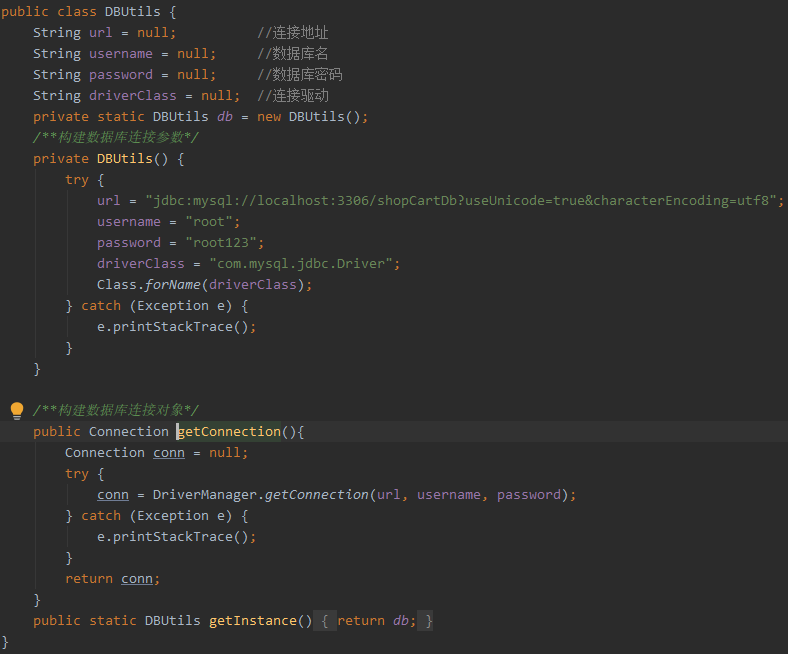 public class DBUtils {
    String url = null;          //连接地址
    String username = null;     //数据库名
    String password = null;     //数据库密码
    String driverClass = null;  //连接驱动
    private static DBUtils db = new DBUtils();
    /**构建数据库连接参数*/
    private DBUtils() {
        try {
            url = "jdbc:mysql://localhost:3306/shopCartDb?useUnicode=true&characterEncoding=utf8";
            username = "root";
            password = "root123";
            driverClass = "com.mysql.jdbc.Driver";
            Class.forName(driverClass);
        } catch (Exception e) {
            e.printStackTrace();
        }
    }

    /**构建数据库连接对象*/
    public Connection getConnection(){
        Connection conn = null;
        try {
            conn = DriverManager.getConnection(url, username, password);
        } catch (Exception e) {
            e.printStackTrace();
        }
        return conn;
    }
    public static DBUtils getInstance() { return db; }
}